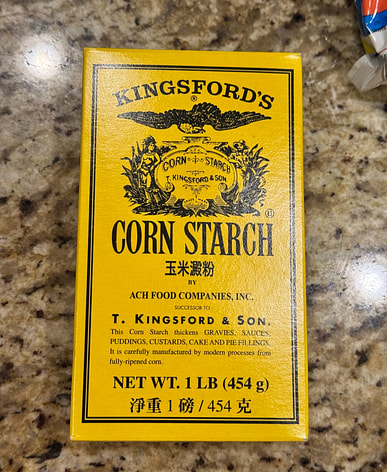 KINGSFORD'S
®
CORN STARCH
T. KINGSFORD & SON
CORN STARCH
玉米澱粉
BY
ACH FOOD COMPANIES, INC.
SUCCESSOR TO
T. KINGSFORD & SON.
This Corn Starch thickens GRAVIES, SAUCES,
PUDDINGS, CUSTARDS, CAKE AND PIE FILLINGS.
It is carefully manufactured by modern processes from
fully-ripened corn.
NET WT. 1 LB (454 g)
淨重 1 磅 / 454 克